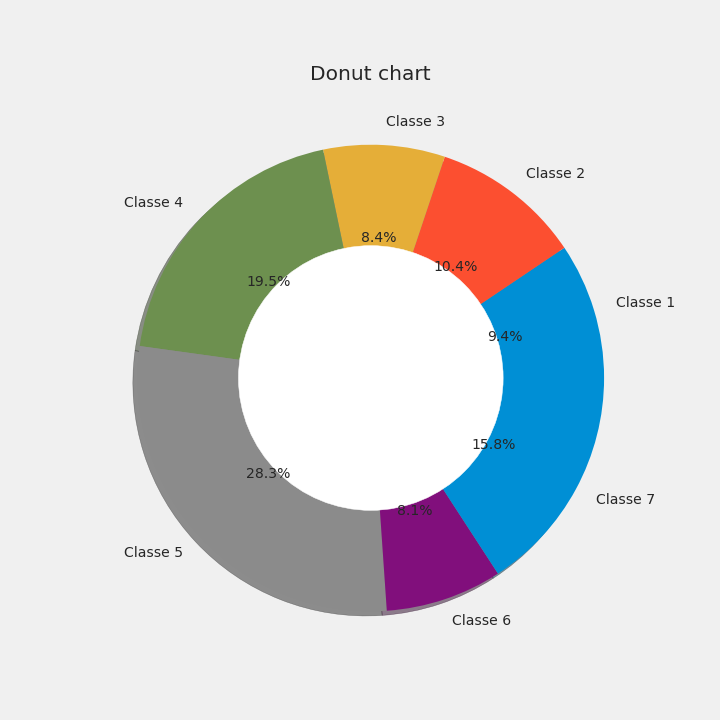 Donut chart
Classe 3
Classe 2
Classe 4
8.4%
10.4%
19.5%
Classe 1
9.4%
15.8%
28.3%
Classe 7
8.1%
Classe 5
Classe 6